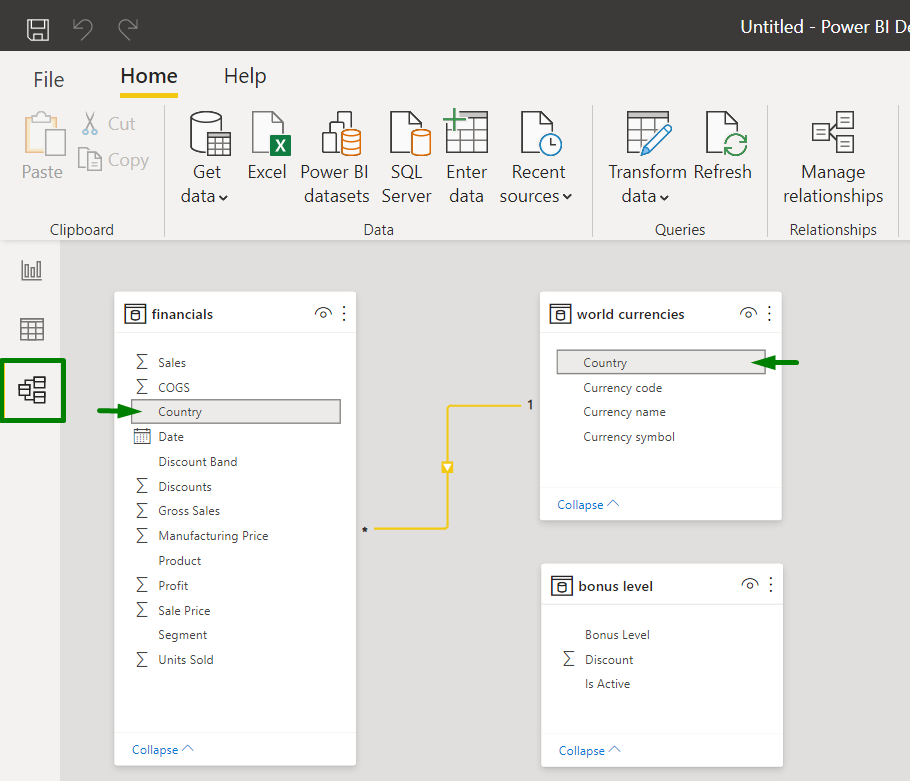 Untitled - Power BI De
File Home Help
Cut
Copy
Paste
Get data
Excel
Power BI datasets
SQL Server
Enter data
Recent sources
Transform data
Refresh
Manage relationships
Clipboard
Data
Queries
Relationships
financials
Sales
COGS
Country
Date
Discount Band
Discounts
Gross Sales
Manufacturing Price
Product
Profit
Sale Price
Segment
Units Sold
Collapse
*
1
world currencies
Country
Currency code
Currency name
Currency symbol
Collapse
bonus level
Bonus Level
Discount
Is Active
Collapse